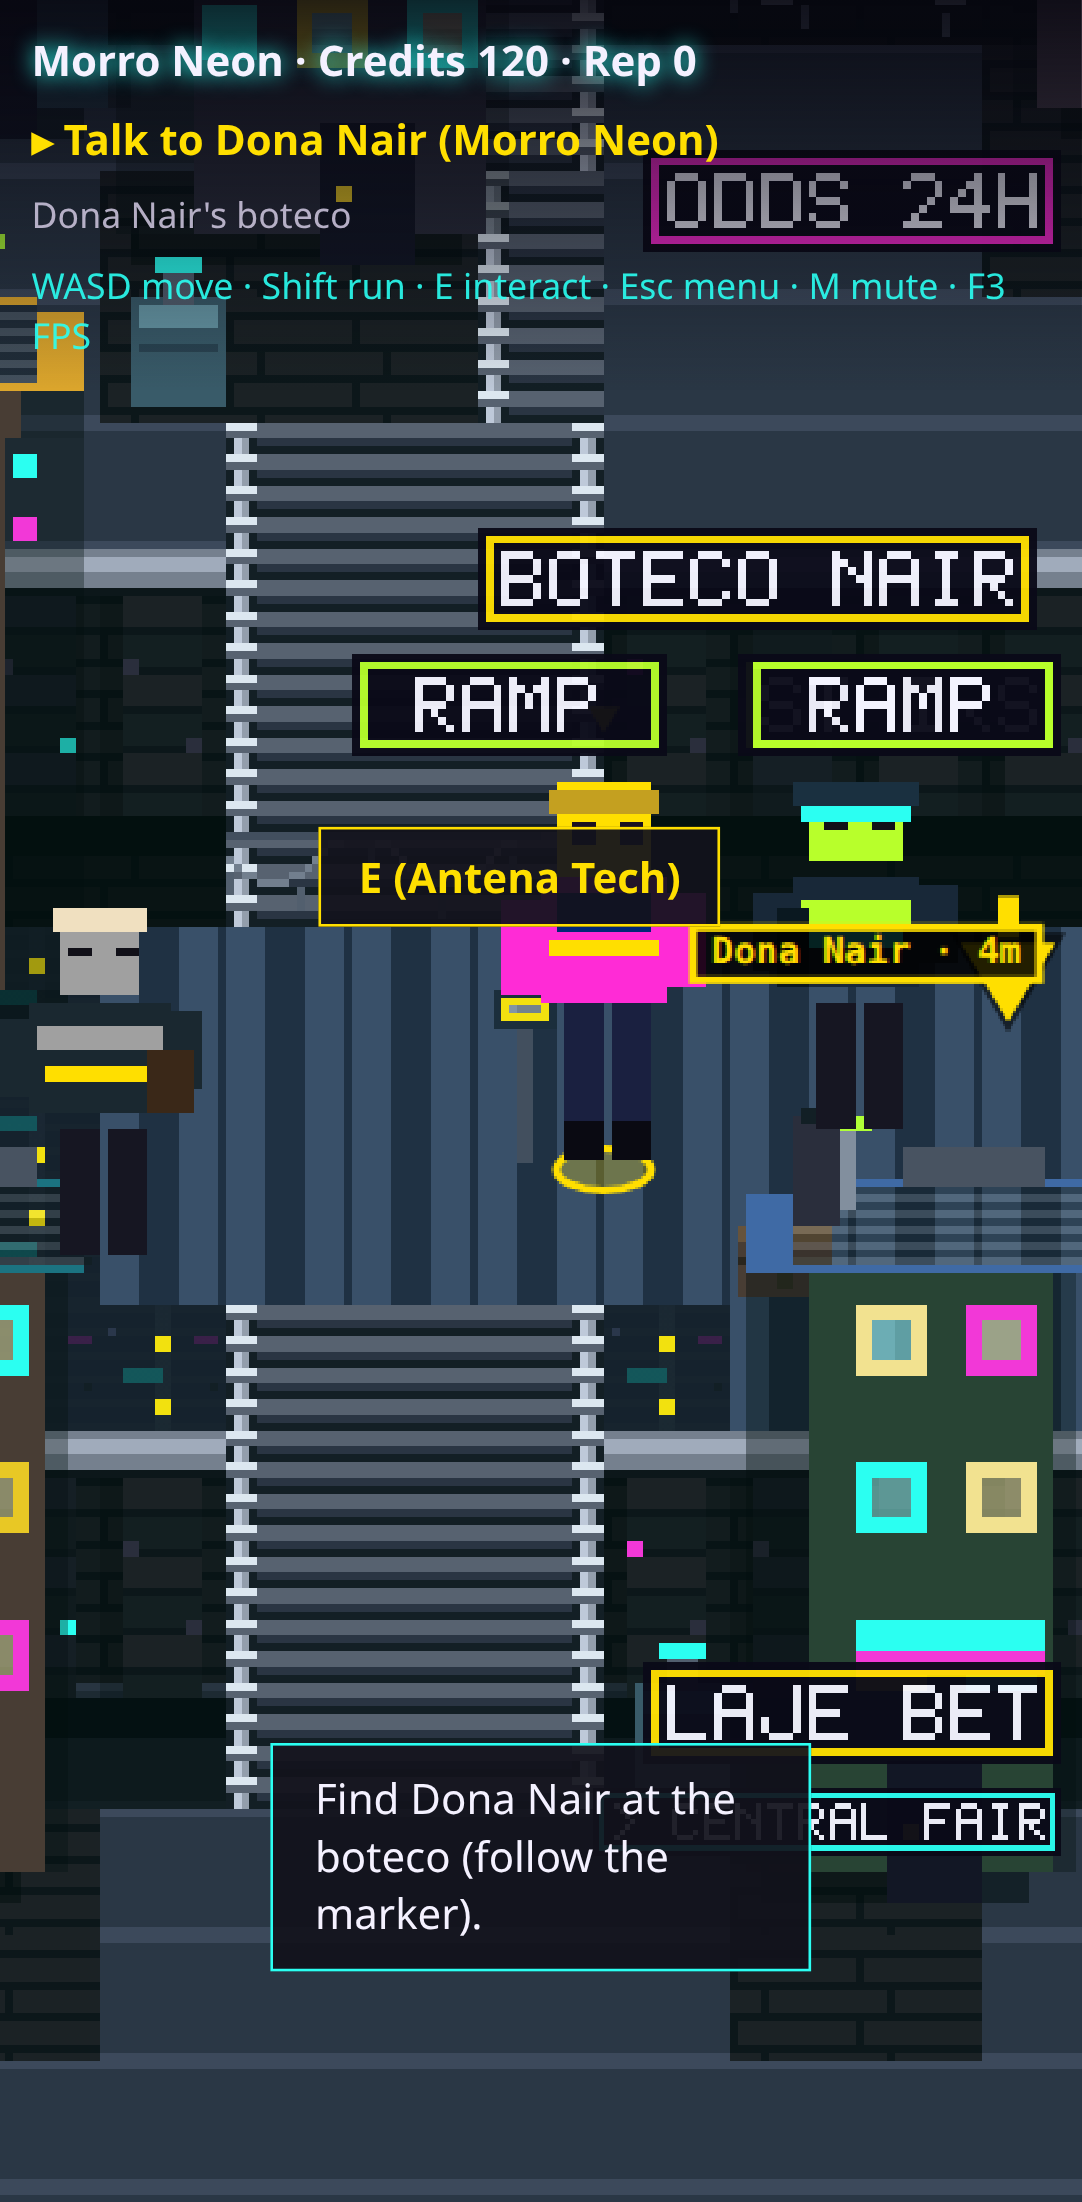 Morro Neon · Credits 120 · Rep 0
▸ Talk to Dona Nair (Morro Neon)
ODDS 24H
Dona Nair's boteco
WASD move · Shift run · E interact · Esc menu · M mute · F3
FPS
BOTECO NAIR
RAMP
RAMP
E (Antena Tech)
Dona Nair · 4m
LAJE BET
CENTRAL FAIR
Find Dona Nair at the
boteco (follow the
marker).